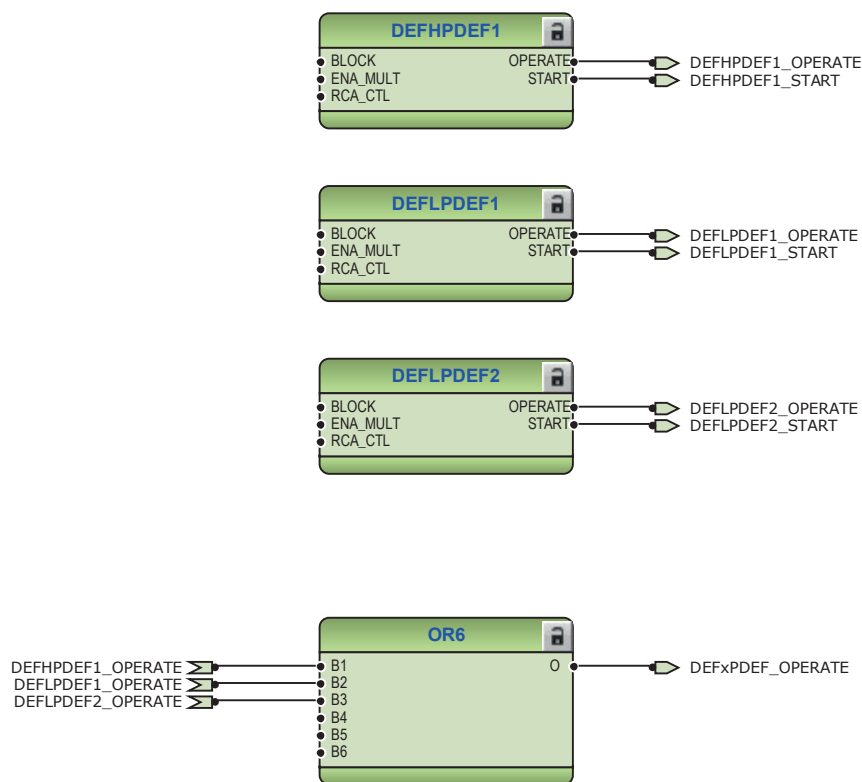 DEFHPDEF1
BLOCK OPERATE DEFHPDEF1_OPERATE
ENA_MULT START DEFHPDEF1_START
RCA_CTL
DEFLPDEF1
BLOCK OPERATE DEFLPDEF1_OPERATE
ENA_MULT START DEFLPDEF1_START
RCA_CTL
DEFLPDEF2
BLOCK OPERATE DEFLPDEF2_OPERATE
ENA_MULT START DEFLPDEF2_START
RCA_CTL
OR6
DEFHPDEF1_OPERATE B1 O DEFxPDEF_OPERATE
DEFLPDEF1_OPERATE B2
DEFLPDEF2_OPERATE B3
B4
B5
B6